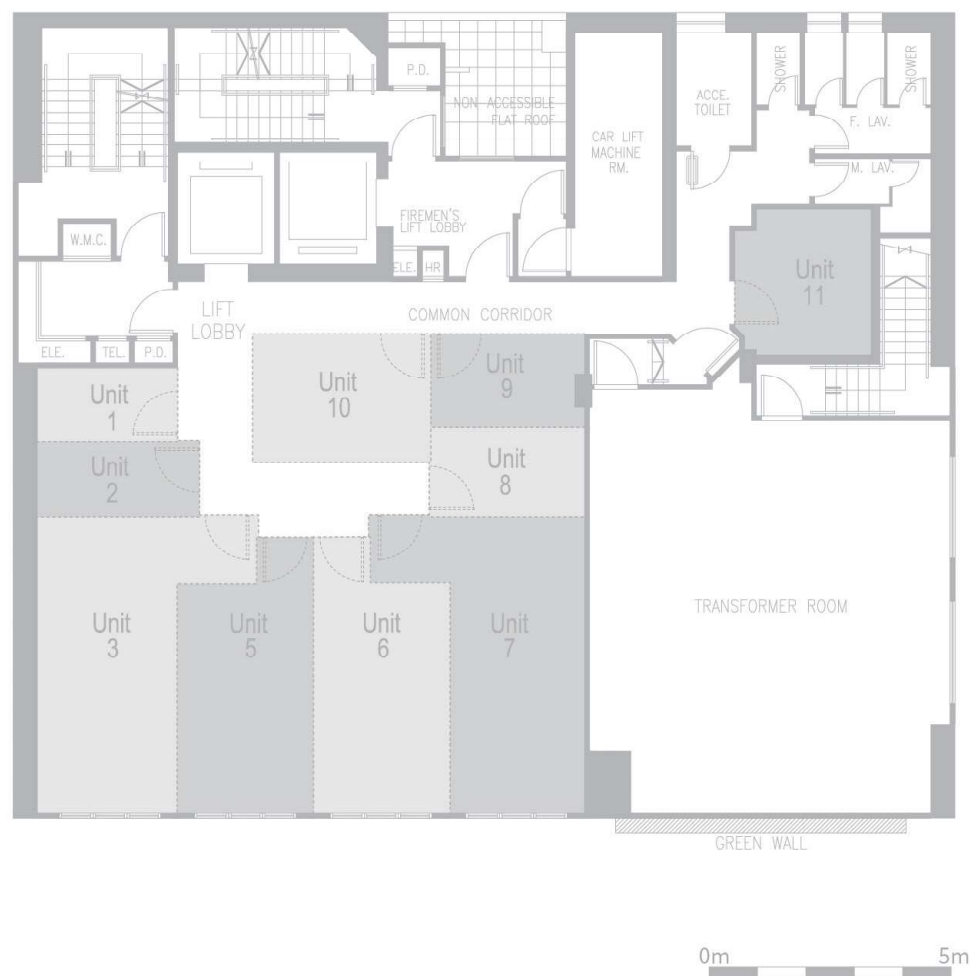 P.D.
NON-ACCESSIBLE
FLAT ROOF
CAR LIFT
MACHINE
RM.
ACCE.
TOILET
SHOWER
SHOWER
F. LAV.
M. LAV.
W.M.C.
FIREMEN'S
LIFT LOBBY
ELE.
HR
LIFT
LOBBY
COMMON CORRIDOR
ELE.
TEL.
P.D.
Unit
11
Unit
1
Unit
10
Unit
9
Unit
2
Unit
8
Unit
3
Unit
5
Unit
6
Unit
7
TRANSFORMER ROOM
GREEN WALL
0m
5m